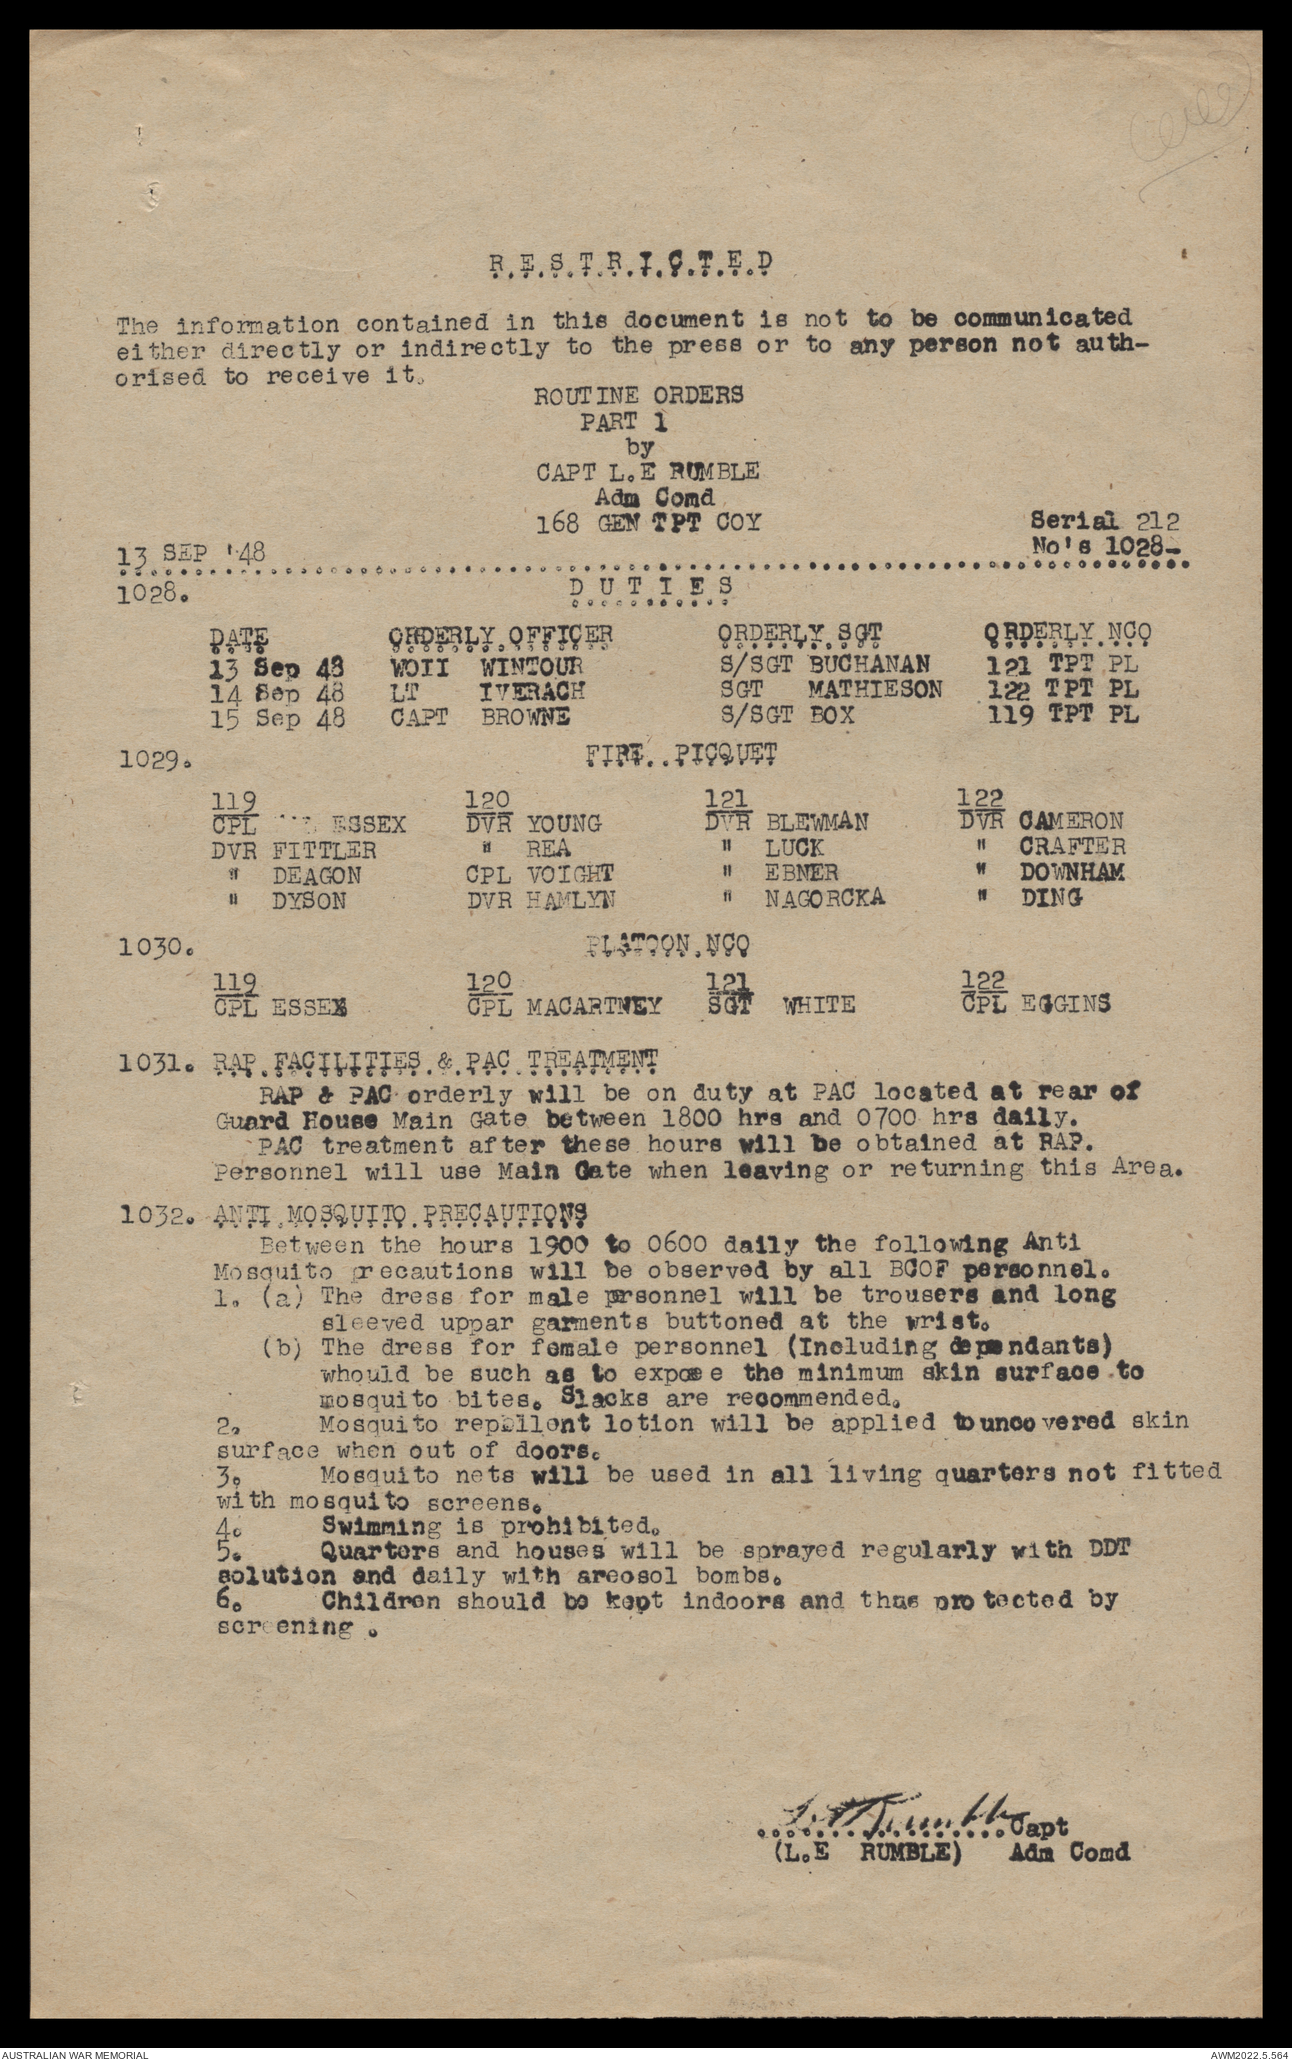 R.E.S.T.R.I.C.T.E.D
The information contained in this document is not to be communicated
either directly or indirectly to the press or to any person not auth-
orised to receive it.
ROUTINE ORDERS
PART 1
by
CAPT L.E RUMBLE
Adm Comd
168 GEN TPT COY
Serial 212
No's 1028-
13 SEP '48
1028. D U T I E S
DATE ORDERLY OFFICER ORDERLY SGT ORDERLY NCO
13 Sep 48 WOII WINTOUR S/SGT BUCHANAN 121 TPT PL
14 Sep 48 LT IVERACH SGT MATHIESON 122 TPT PL
15 Sep 48 CAPT BROWNE S/SGT BOX 119 TPT PL
1029. FIRE..PICQUET
119 120 121 122
CPL ESSEX DVR YOUNG DVR BLEWMAN DVR CAMERON
DVR FITTLER " REA " LUCK " CRAFTER
" DEAGON CPL VOIGHT " EBNER " DOWNHAM
" DYSON DVR HAMLYN " NAGORCKA " DING
1030. PLATOON.NCO
119 120 121 122
CPL ESSEX CPL MACARTNEY SGT WHITE CPL EGGINS
1031. RAP.FACILITIES.&.PAC.TREATMENT
RAP & PAC orderly will be on duty at PAC located at rear of
Guard House Main Gate between 1800 hrs and 0700 hrs daily.
PAC treatment after these hours will be obtained at RAP.
Personnel will use Main Gate when leaving or returning this Area.
1032. ANTI.MOSQUITO.PRECAUTIONS
Between the hours 1900 to 0600 daily the following Anti
Mosquito precautions will be observed by all BCOF personnel.
1. (a) The dress for male prsonnel will be trousers and long
sleeved uppar garments buttoned at the wrist.
(b) The dress for female personnel (Including dependants)
whould be such as to expose the minimum skin surface to
mosquito bites. Slacks are recommended.
2. Mosquito repellent lotion will be applied to uncovered skin
surface when out of doors.
3. Mosquito nets will be used in all living quarters not fitted
with mosquito screens.
4. Swimming is prohibited.
5. Quarters and houses will be sprayed regularly with DDT
solution and daily with areosol bombs.
6. Children should be kept indoors and thus protected by
screening .
L.E Rumble Capt
(L.E RUMBLE) Adm Comd
AUSTRALIAN WAR MEMORIAL
AWM2022.5.564